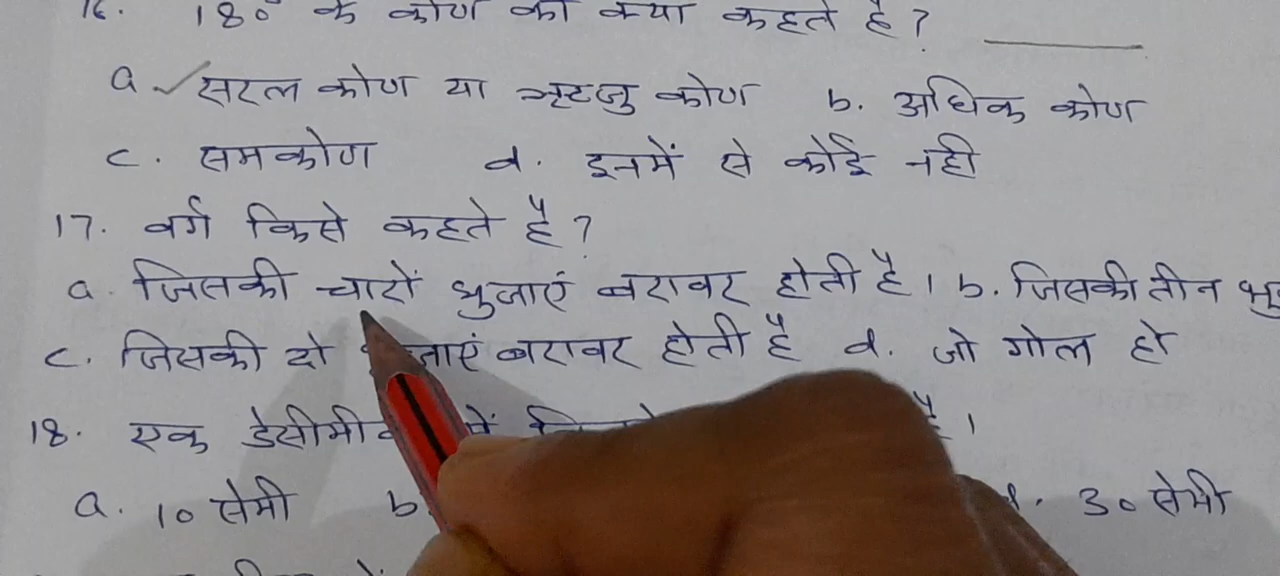 16. 180° के कोण को क्या कहते है?
a सरल कोण या ऋजु कोण b. अधिक कोण
c. समकोण d. इनमें से कोई नही
17. वर्ग किसे कहते है?
a. जिसकी चारों भुजाएं बराबर होती है। b. जिसकी तीन
c. जिसकी दो बराबर होती है d. जो गोल हो
18. एक में है।
a. 10 सेमी b. d. 30 सेमी